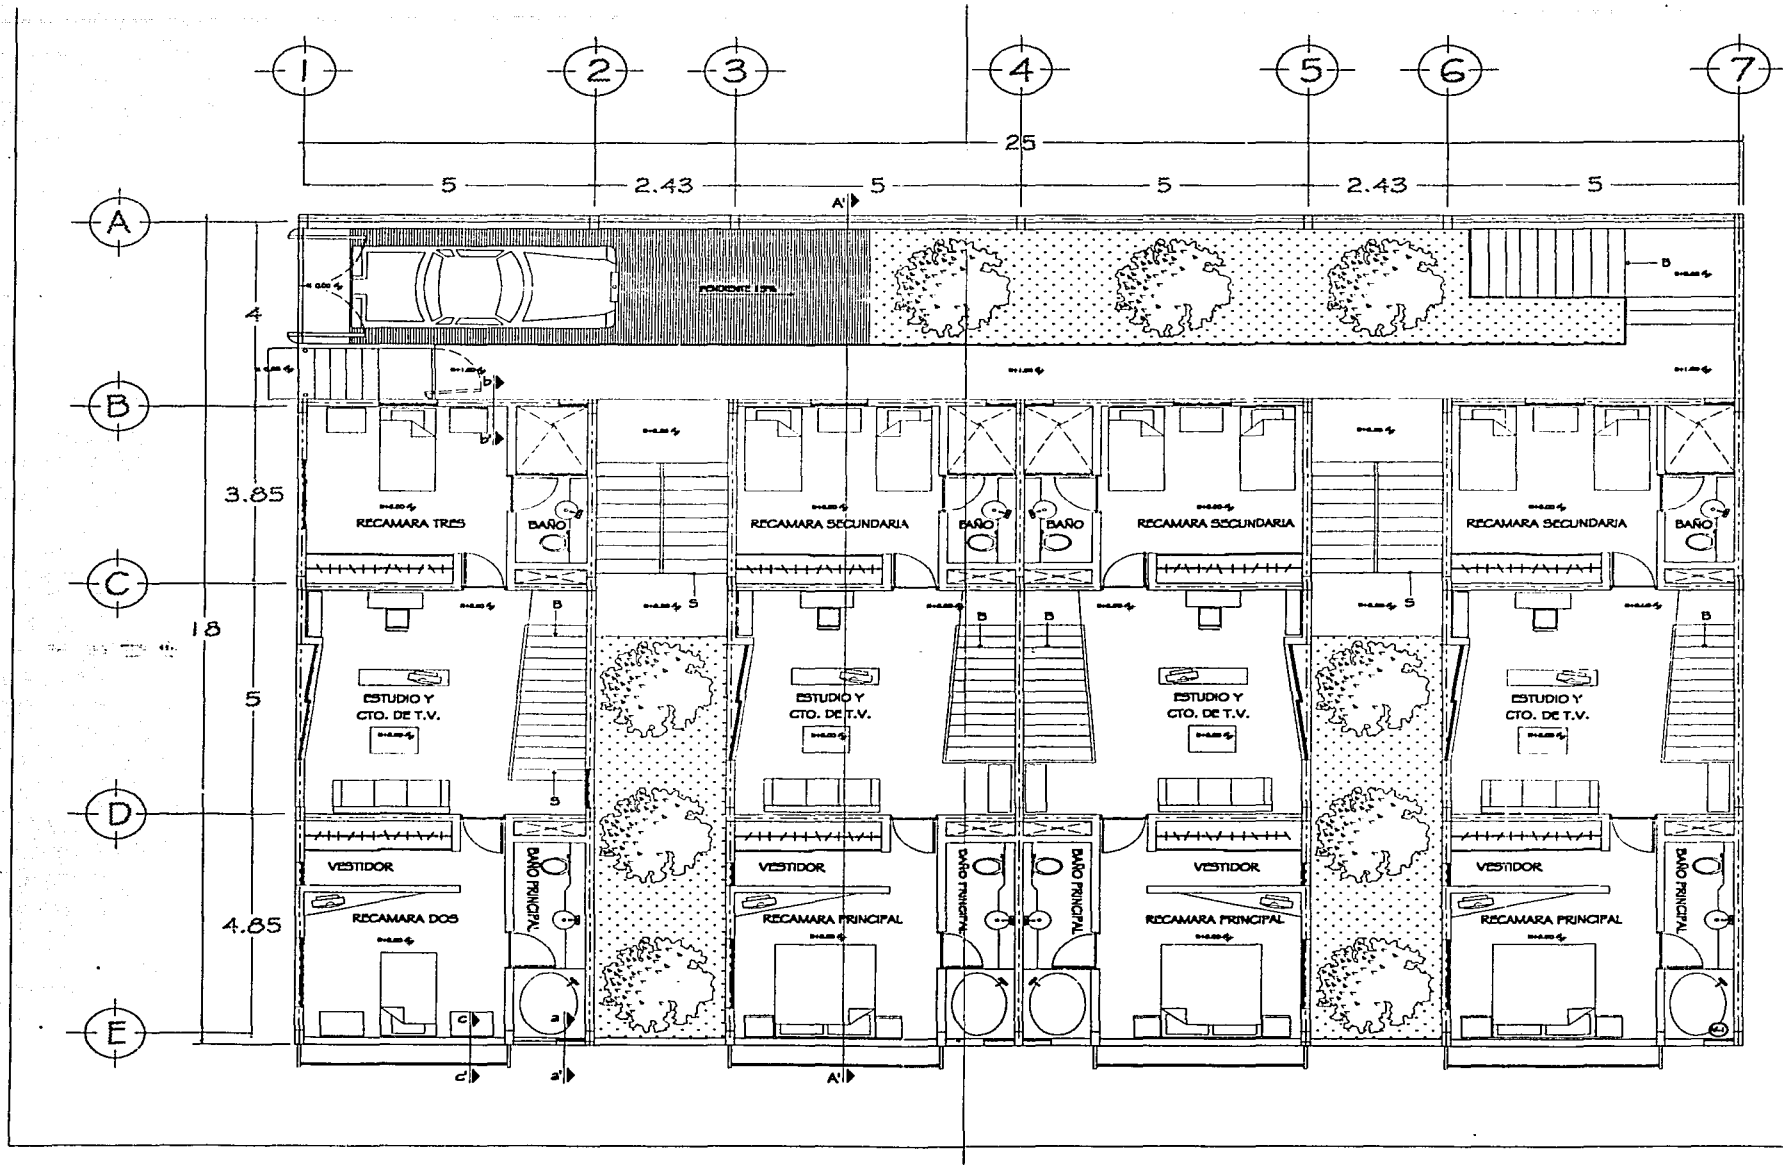 1 2 3 4 5 6 7
25
5 2.43 5 5 2.43 5
A' A
PENDIENTE 15%
B
4
B
b
b'
3.85
RECAMARA TRES BAÑO RECAMARA SECUNDARIA BAÑO BAÑO RECAMARA SECUNDARIA RECAMARA SECUNDARIA BAÑO
C
S S
B B B B
18
5
ESTUDIO Y ESTUDIO Y ESTUDIO Y ESTUDIO Y
CTO. DE T.V. CTO. DE T.V. CTO. DE T.V. CTO. DE T.V.
S
D
VESTIDOR VESTIDOR VESTIDOR VESTIDOR
BAÑO PRINCIPAL BAÑO PRINCIPAL BAÑO PRINCIPAL BAÑO PRINCIPAL
4.85
RECAMARA DOS RECAMARA PRINCIPAL RECAMARA PRINCIPAL RECAMARA PRINCIPAL
c a
E
c' a' A'